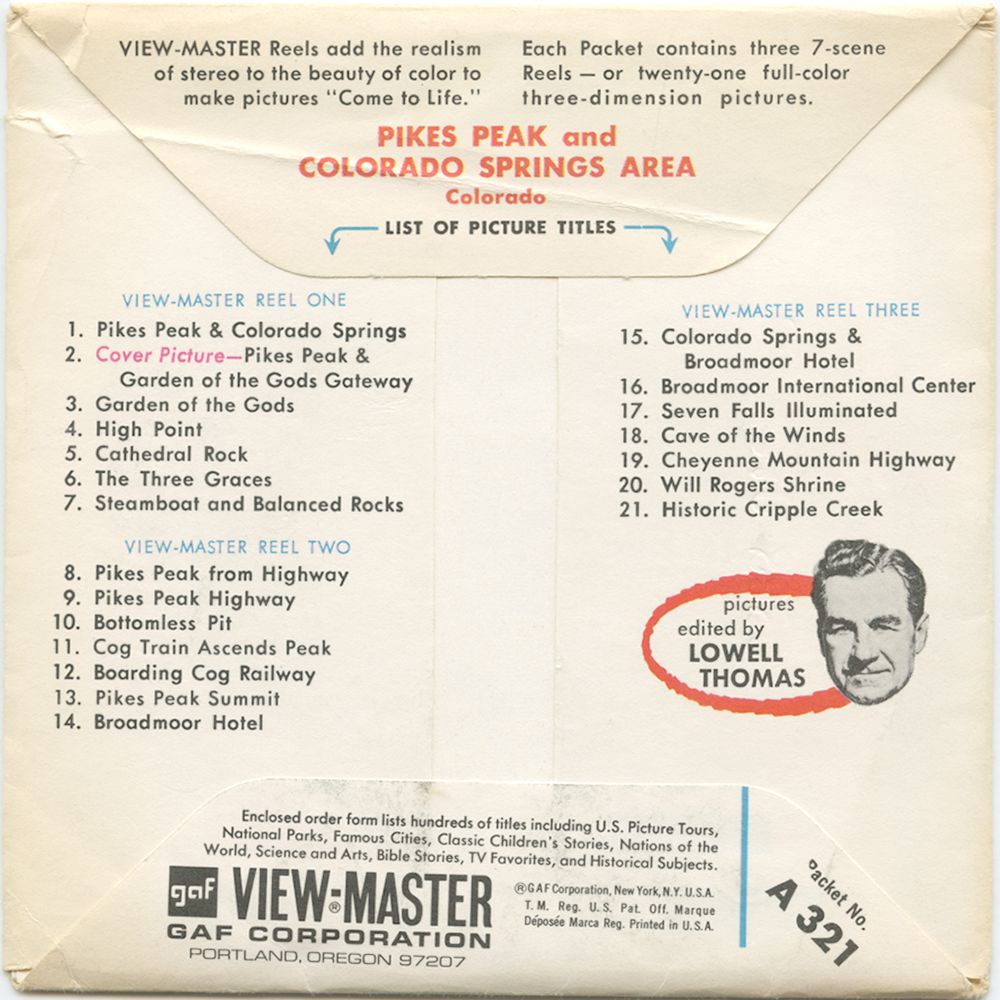 VIEW-MASTER Reels add the realism
of stereo to the beauty of color to
make pictures "Come to Life."
Each Packet contains three 7-scene
Reels — or twenty-one full-color
three-dimension pictures.
PIKES PEAK and
COLORADO SPRINGS AREA
Colorado
LIST OF PICTURE TITLES
VIEW-MASTER REEL ONE
1. Pikes Peak & Colorado Springs
2. Cover Picture—Pikes Peak &
Garden of the Gods Gateway
3. Garden of the Gods
4. High Point
5. Cathedral Rock
6. The Three Graces
7. Steamboat and Balanced Rocks
VIEW-MASTER REEL TWO
8. Pikes Peak from Highway
9. Pikes Peak Highway
10. Bottomless Pit
11. Cog Train Ascends Peak
12. Boarding Cog Railway
13. Pikes Peak Summit
14. Broadmoor Hotel
VIEW-MASTER REEL THREE
15. Colorado Springs &
Broadmoor Hotel
16. Broadmoor International Center
17. Seven Falls Illuminated
18. Cave of the Winds
19. Cheyenne Mountain Highway
20. Will Rogers Shrine
21. Historic Cripple Creek
pictures
edited by
LOWELL
THOMAS
Enclosed order form lists hundreds of titles including U.S. Picture Tours,
National Parks, Famous Cities, Classic Children's Stories, Nations of the
World, Science and Arts, Bible Stories, TV Favorites, and Historical Subjects.
gaf VIEW-MASTER®
GAF CORPORATION
PORTLAND, OREGON 97207
®GAF Corporation, New York, N.Y. U.S.A.
T.M. Reg. U.S. Pat. Off. Marque
Déposée Marca Reg. Printed in U.S.A.
Packet No.
A 321